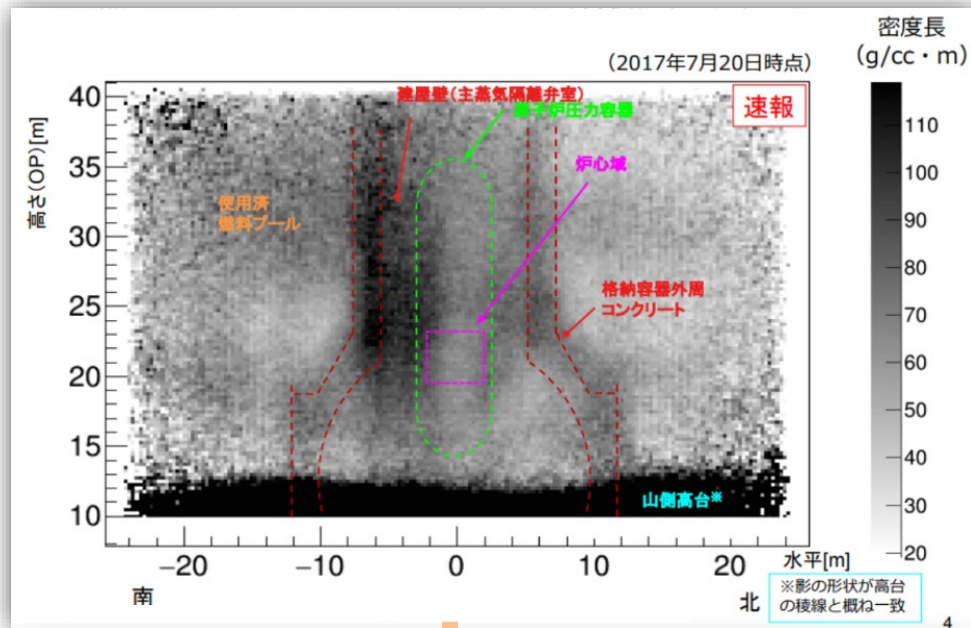 密度長
(g/cc・m)
(2017年7月20日時点)
速報
建屋壁(主蒸気隔離弁室)
原子炉圧力容器
炉心域
使用済
燃料プール
格納容器外周
コンクリート
山側高台※
高さ(OP)[m]
40
35
30
25
20
15
10
−20
−10
0
10
20
水平[m]
南
北
※影の形状が高台
の稜線と概ね一致
110
100
90
80
70
60
50
40
30
20
4